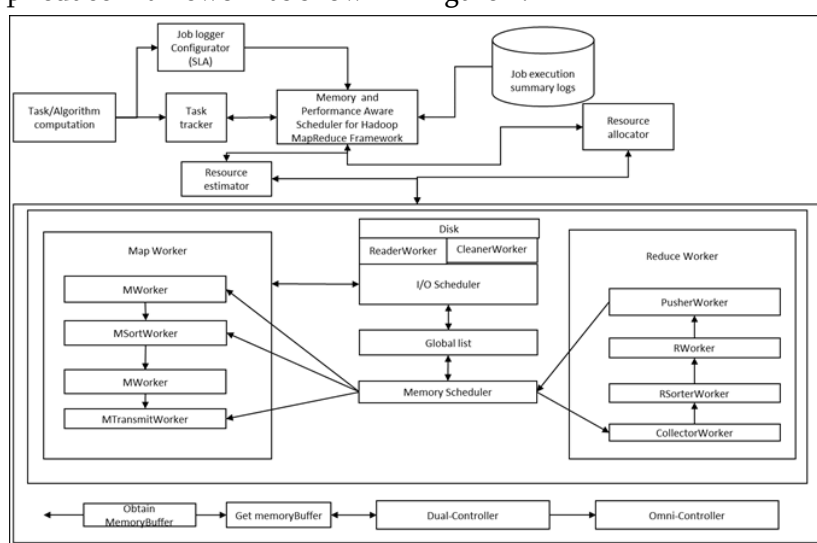 Job logger
Configurator
(SLA)
Job execution
summary logs
Task/Algorithm
computation
Task
tracker
Memory and
Performance Aware
Scheduler for Hadoop
MapReduce Framework
Resource
allocator
Resource
estimator
Disk
ReaderWorker
CleanerWorker
Map Worker
Reduce Worker
I/O Scheduler
MWorker
PusherWorker
MSortWorker
Global list
RWorker
MWorker
Memory Scheduler
RSorterWorker
MTransmitWorker
CollectorWorker
Obtain
MemoryBuffer
Get memoryBuffer
Dual-Controller
Omni-Controller